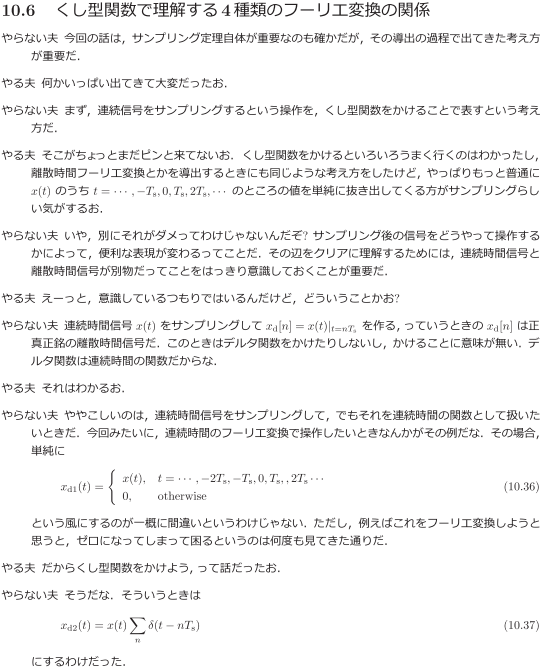 10.6 くし型関数で理解する 4 種類のフーリエ変換の関係
やらない夫 今回の話は，サンプリング定理自体が重要なのも確かだが，その導出の過程で出てきた考え方
が重要だ．
やる夫 何かいっぱい出てきて大変だったお．
やらない夫 まず，連続信号をサンプリングするという操作を，くし型関数をかけることで表すという考え
方だ．
やる夫 そこがちょっとまだピンと来てないお．くし型関数をかけるといろいろうまく行くのはわかったし，
離散時間フーリエ変換とかを導出するときにも同じような考え方をしたけど，やっぱりもっと普通に
x(t) のうち t = ··· , −Ts, 0, Ts, 2Ts, ··· のところの値を単純に抜き出してくる方がサンプリングらし
い気がするお．
やらない夫 いや，別にそれがダメってわけじゃないんだぞ? サンプリング後の信号をどうやって操作する
かによって，便利な表現が変わるってことだ．その辺をクリアに理解するためには，連続時間信号と
離散時間信号が別物だってことをはっきり意識しておくことが重要だ．
やる夫 えーっと，意識しているつもりではいるんだけど，どういうことかお?
やらない夫 連続時間信号 x(t) をサンプリングして xd[n] = x(t)|t=nTs を作る，っていうときの xd[n] は正
真正銘の離散時間信号だ．このときはデルタ関数をかけたりしないし，かけることに意味が無い．デ
ルタ関数は連続時間の関数だからな．
やる夫 それはわかるお．
やらない夫 ややこしいのは，連続時間信号をサンプリングして，でもそれを連続時間の関数として扱いた
いときだ．今回みたいに，連続時間のフーリエ変換で操作したいときなんかがその例だな．その場合，
単純に
xd1(t) = { x(t), t = ··· , −2Ts, −Ts, 0, Ts, , 2Ts ···
0, otherwise (10.36)
という風にするのが一概に間違いというわけじゃない．ただし，例えばこれをフーリエ変換しようと
思うと，ゼロになってしまって困るというのは何度も見てきた通りだ．
やる夫 だからくし型関数をかけよう，って話だったお．
やらない夫 そうだな．そういうときは
xd2(t) = x(t) ∑n δ(t − nTs) (10.37)
にするわけだった．